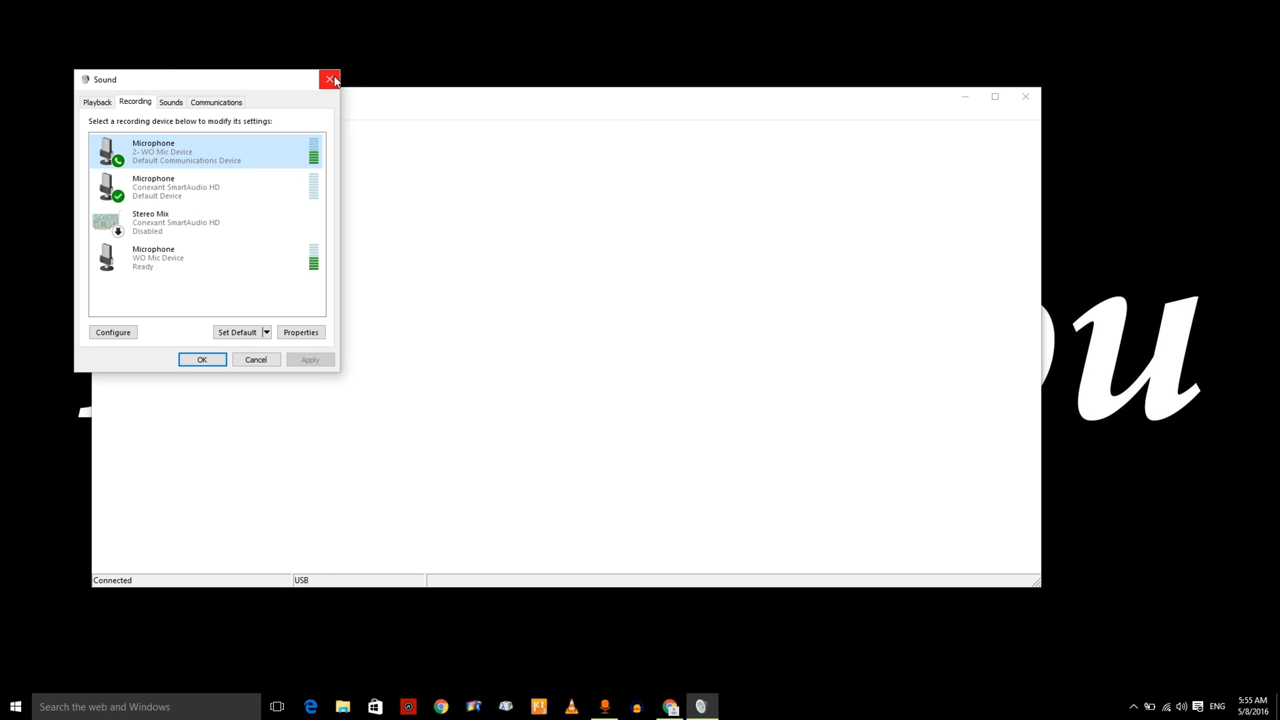 Sound
Playback Recording Sounds Communications
Select a recording device below to modify its settings:
Microphone
2- WO Mic Device
Default Communications Device
Microphone
Conexant SmartAudio HD
Default Device
Stereo Mix
Conexant SmartAudio HD
Disabled
Microphone
WO Mic Device
Ready
Configure Set Default Properties
OK Cancel Apply
ou
Connected USB
Search the web and Windows
ENG
5:55 AM
5/8/2016